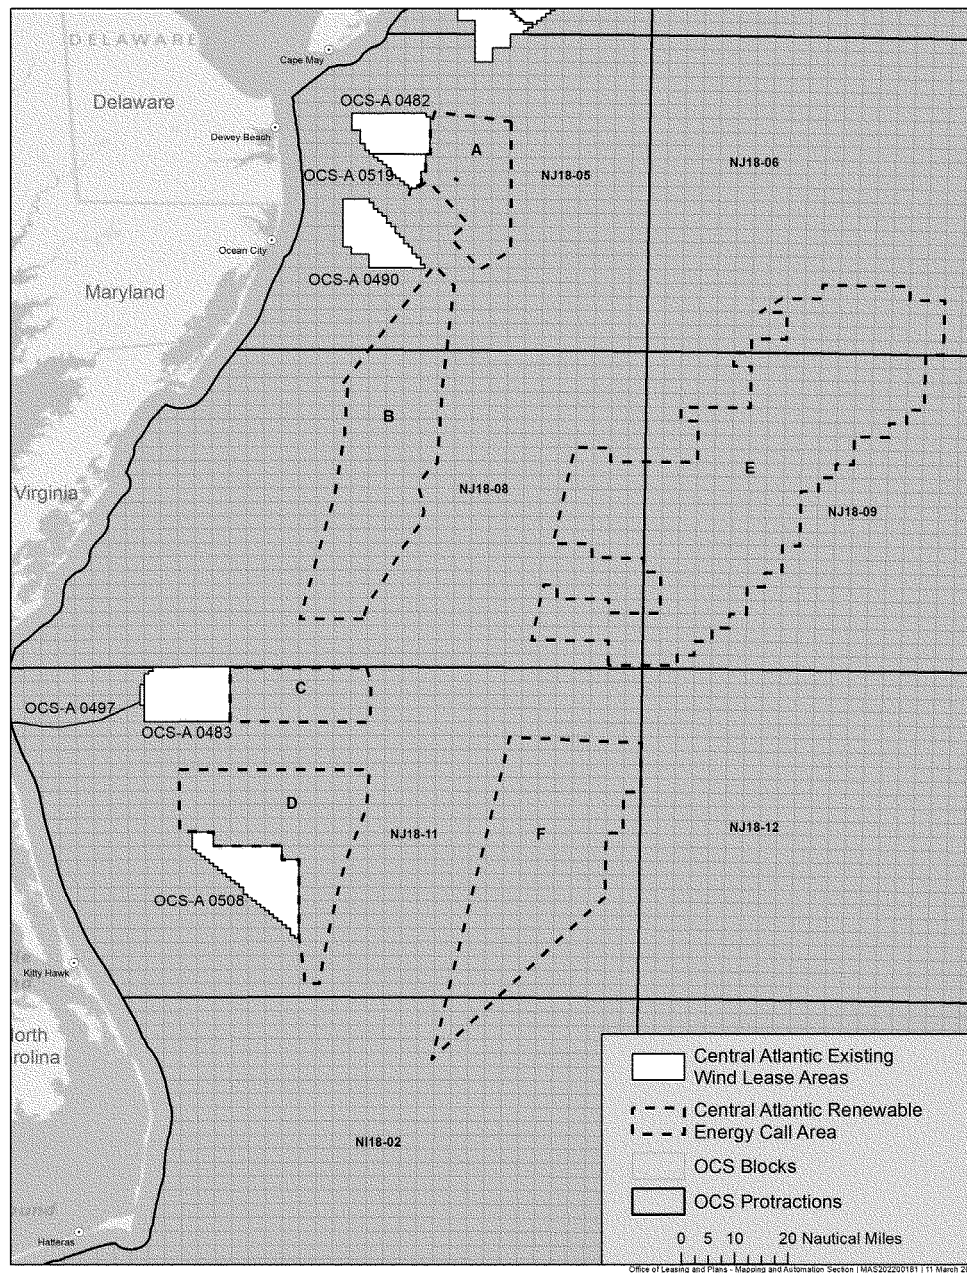 DELAWARE
Cape May
Delaware
OCS-A 0482
Dewey Beach
A
NJ18-06
OCS-A 0519
NJ18-05
Ocean City
OCS-A 0490
Maryland
B
E
Virginia
NJ18-08
NJ18-09
C
OCS-A 0497
OCS-A 0483
D
NJ18-11
F
NJ18-12
OCS-A 0508
Kitty Hawk
orth
rolina
NI18-02
Hatteras
Central Atlantic Existing
Wind Lease Areas
Central Atlantic Renewable
Energy Call Area
OCS Blocks
OCS Protractions
0 5 10 20 Nautical Miles
Office of Leasing and Plans - Mapping and Automation Section | MAS202200181 | 11 March 20